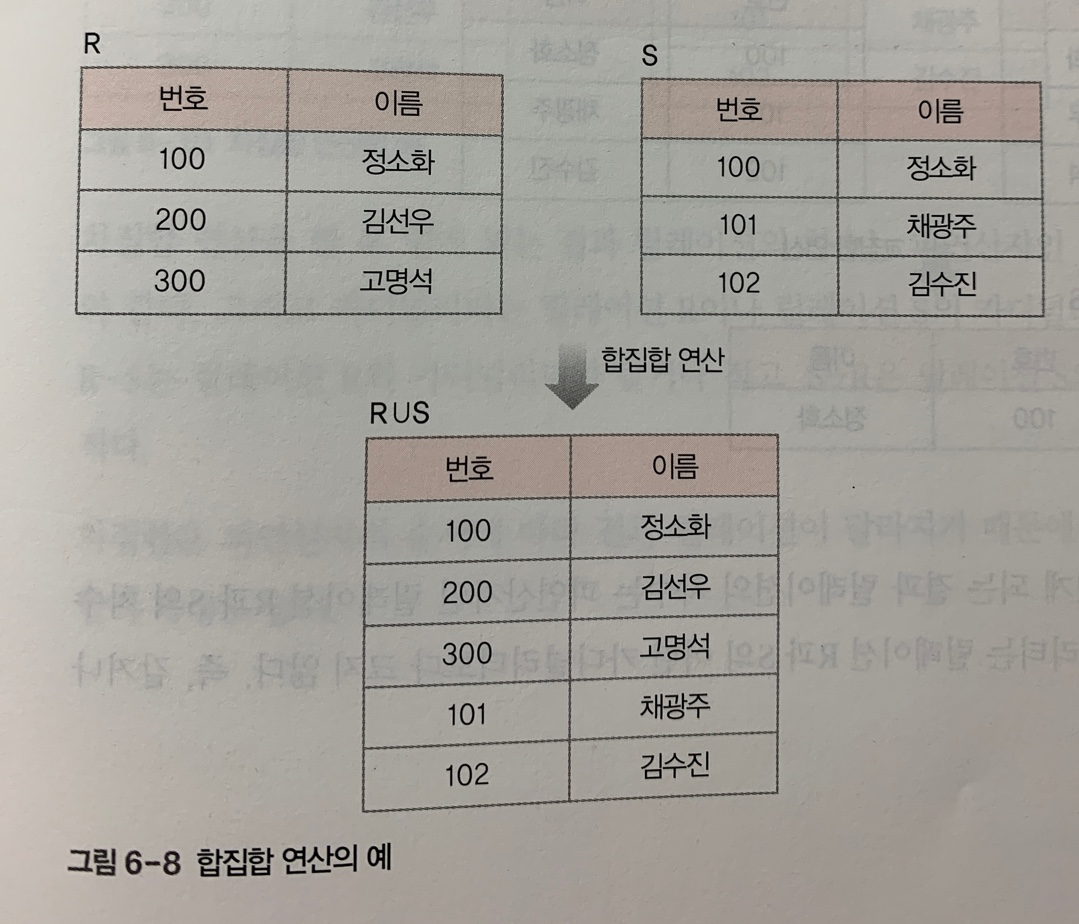 R
번호 이름
100 정소화
200 김선우
300 고명석
S
번호 이름
100 정소화
101 채광주
102 김수진
합집합 연산
R∪S
번호 이름
100 정소화
200 김선우
300 고명석
101 채광주
102 김수진
그림 6-8 합집합 연산의 예